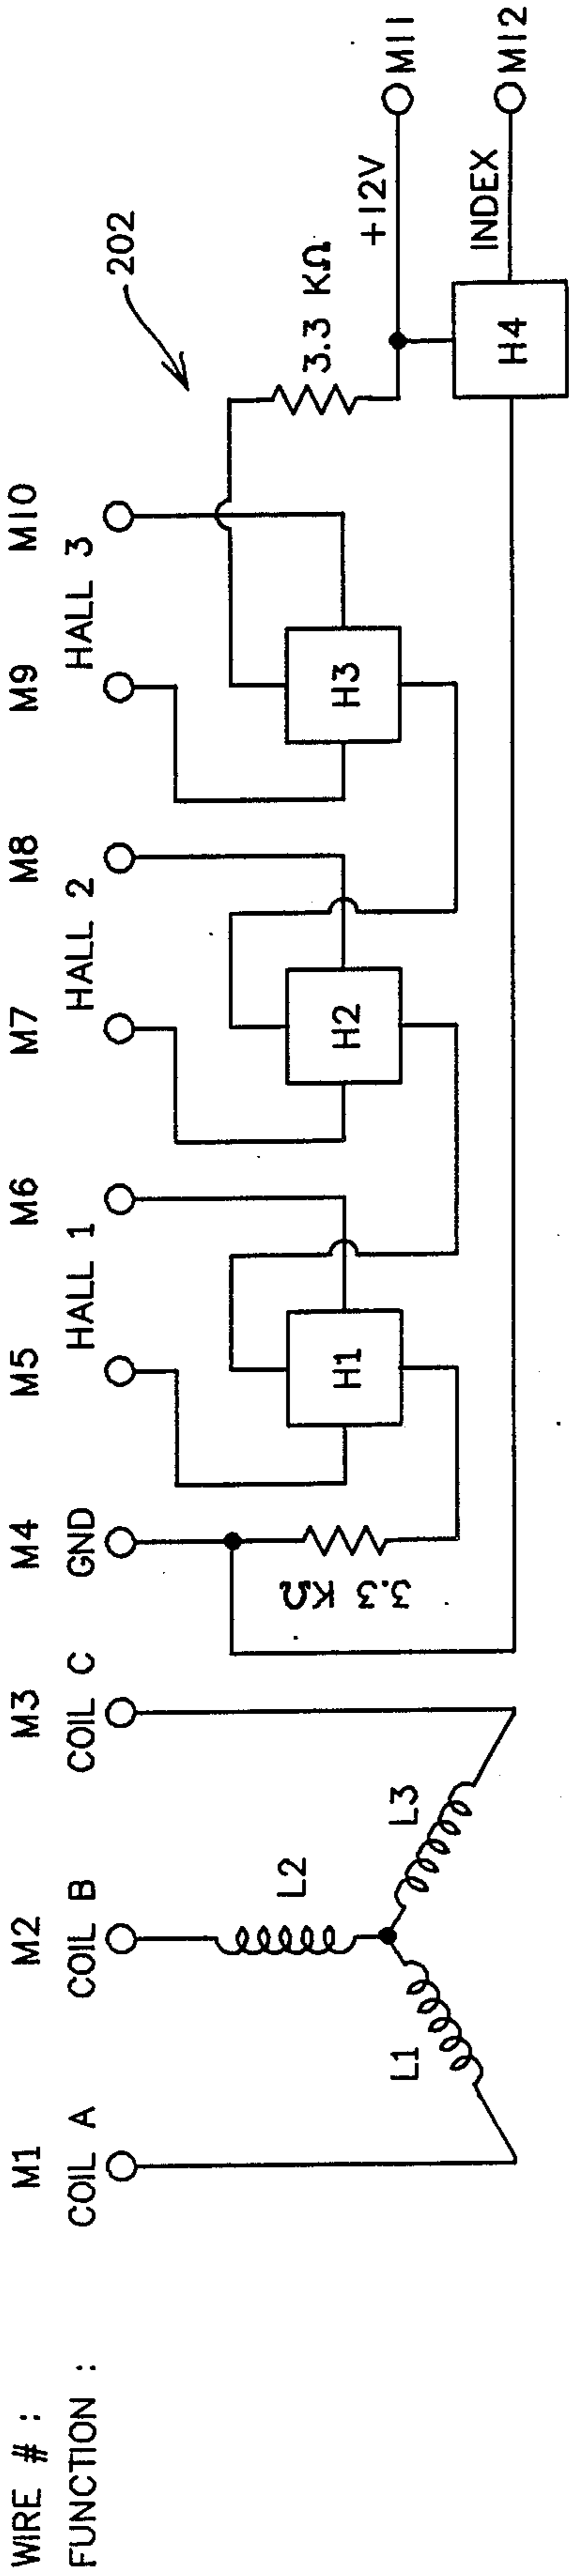 WIRE # : M1 M2 M3 M4 M5 M6 M7 M8 M9 M10
FUNCTION : COIL A COIL B COIL C GND HALL 1 HALL 2 HALL 3
202
L2
3.3 KΩ
3.3 KΩ
L1
L3
H1
H2
H3
+12V
M11
H4
INDEX
M12